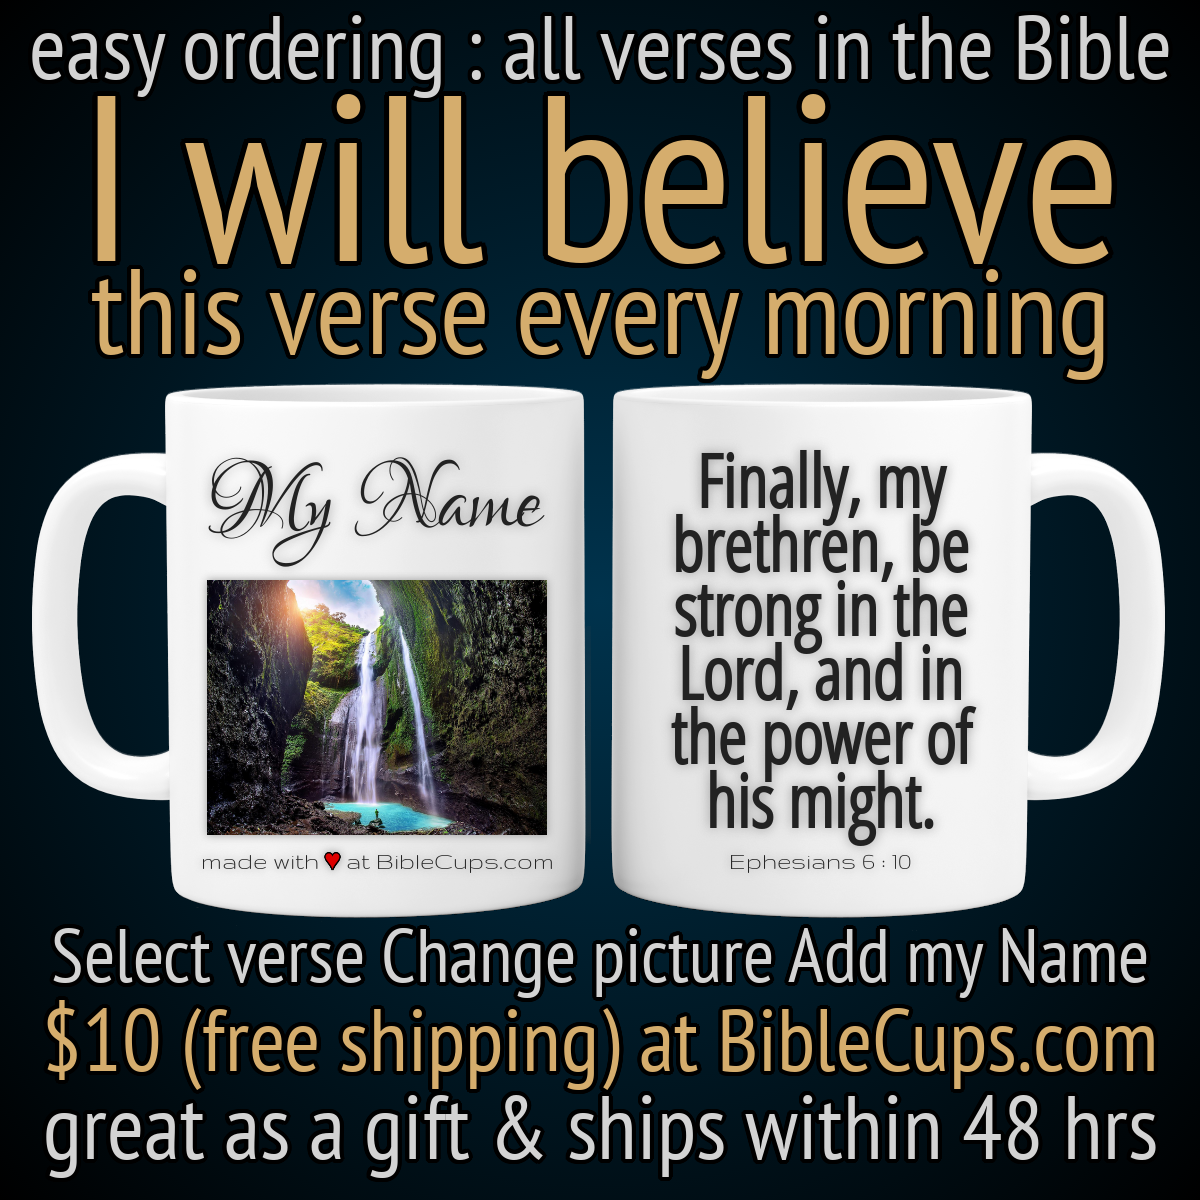 easy ordering : all verses in the Bible
I will believe
this verse every morning
My Name
made with ♥ at BibleCups.com
Finally, my
brethren, be
strong in the
Lord, and in
the power of
his might.
Ephesians 6 : 10
Select verse Change picture Add my Name
$10 (free shipping) at BibleCups.com
great as a gift & ships within 48 hrs